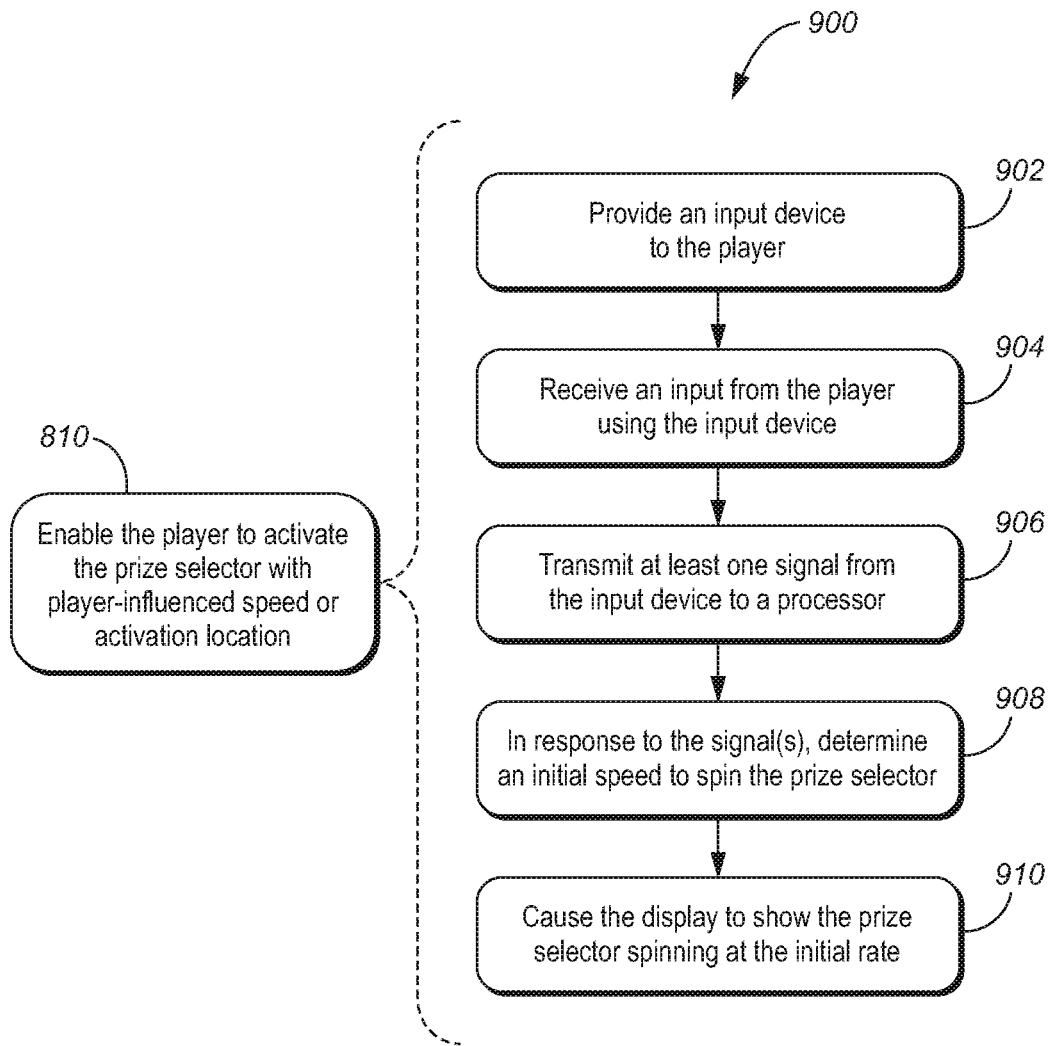 900
902
Provide an input device
to the player
904
Receive an input from the player
using the input device
810
Enable the player to activate
the prize selector with
player-influenced speed or
activation location
906
Transmit at least one signal from
the input device to a processor
908
In response to the signal(s), determine
an initial speed to spin the prize selector
910
Cause the display to show the prize
selector spinning at the initial rate